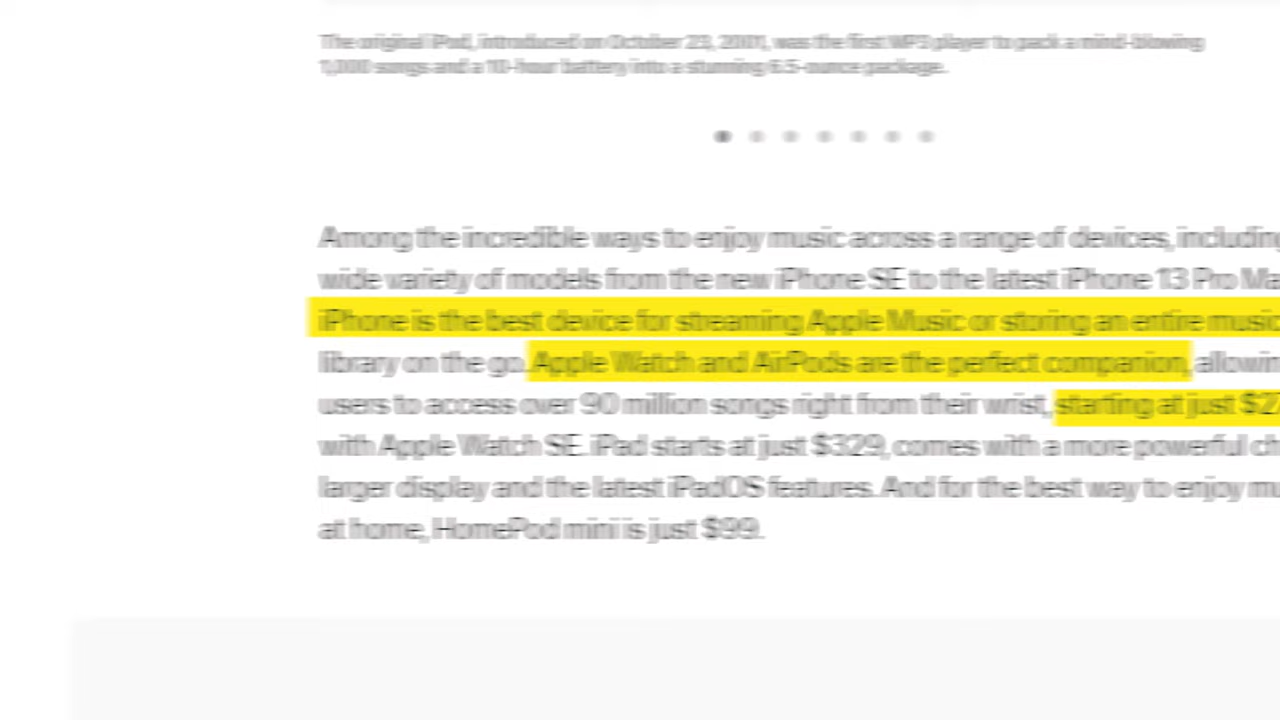 The original iPod, introduced on October 23, 2001, was the first MP3 player to pack a mind-blowing
1,000 songs and a 10-hour battery into a stunning 6.5-ounce package.
Among the incredible ways to enjoy music across a range of devices, including
wide variety of models from the new iPhone SE to the latest iPhone 13 Pro Ma
iPhone is the best device for streaming Apple Music or storing an entire music
library on the go. Apple Watch and AirPods are the perfect companion, allowin
users to access over 90 million songs right from their wrist, starting at just $2
with Apple Watch SE. iPad starts at just $329, comes with a more powerful ch
larger display and the latest iPadOS features. And for the best way to enjoy mu
at home, HomePod mini is just $99.